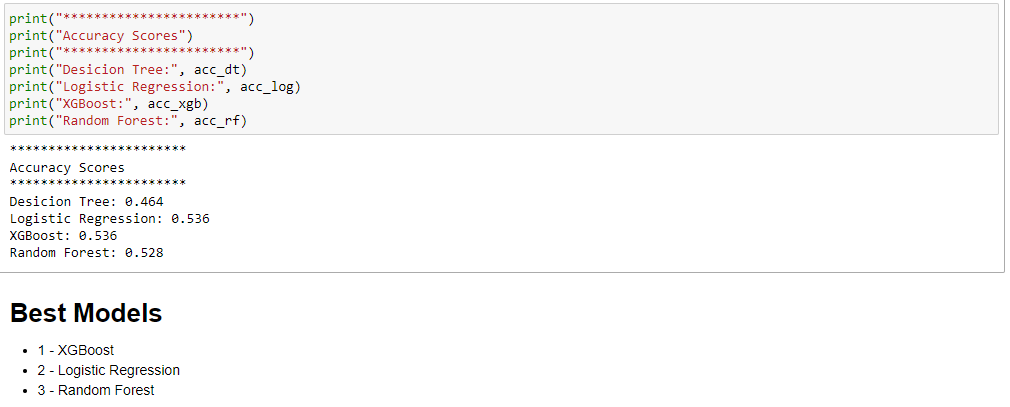 print("***********************")
print("Accuracy Scores")
print("***********************")
print("Desicion Tree:", acc_dt)
print("Logistic Regression:", acc_log)
print("XGBoost:", acc_xgb)
print("Random Forest:", acc_rf)
***********************
Accuracy Scores
***********************
Desicion Tree: 0.464
Logistic Regression: 0.536
XGBoost: 0.536
Random Forest: 0.528
Best Models
• 1 - XGBoost
• 2 - Logistic Regression
• 3 - Random Forest